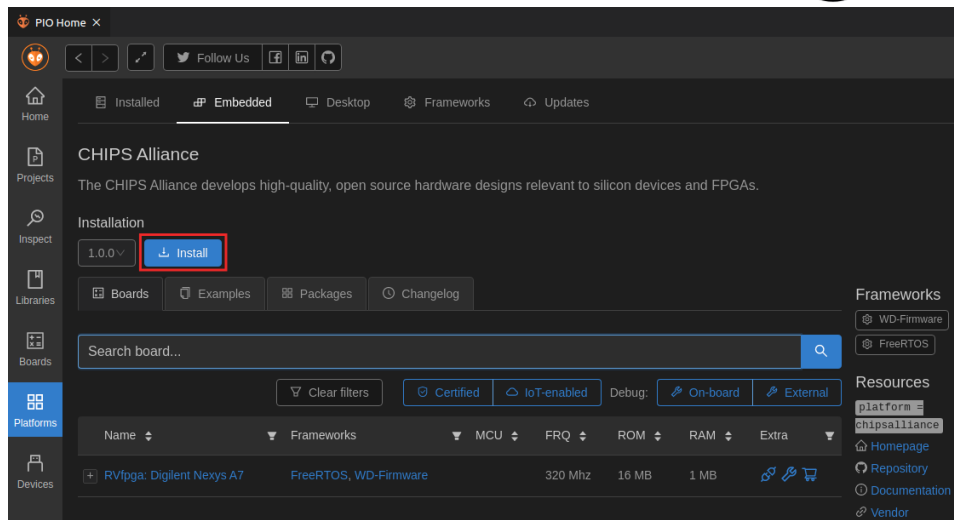 PIO Home
Follow Us
Home
Projects
Inspect
Libraries
Boards
Platforms
Devices
Installed
Embedded
Desktop
Frameworks
Updates
CHIPS Alliance
The CHIPS Alliance develops high-quality, open source hardware designs relevant to silicon devices and FPGAs.
Installation
1.0.0
Install
Boards
Examples
Packages
Changelog
Search board...
Clear filters
Certified
IoT-enabled
Debug:
On-board
External
Name Frameworks MCU FRQ ROM RAM Extra
RVfpga: Digilent Nexys A7 FreeRTOS, WD-Firmware 320 Mhz 16 MB 1 MB
Frameworks
WD-Firmware
FreeRTOS
Resources
platform =
chipsalliance
Homepage
Repository
Documentation
Vendor